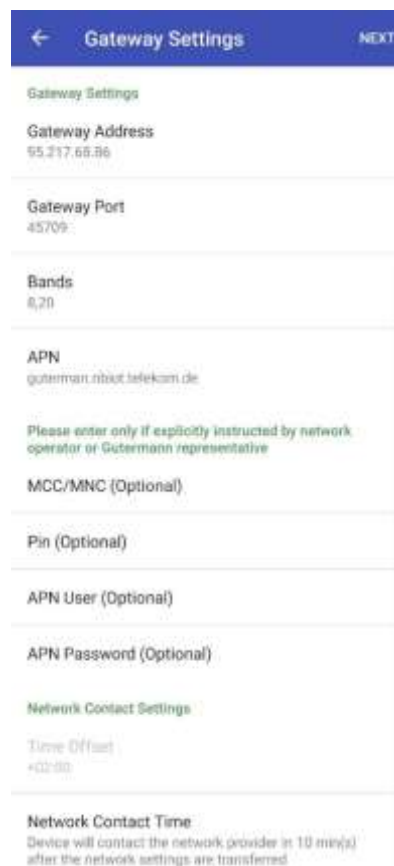 Gateway Settings
NEXT
Gateway Settings
Gateway Address
95.217.68.86
Gateway Port
45709
Bands
8,20
APN
guterman.nbiot.telekom.de
Please enter only if explicitly instructed by network
operator or Gutermann representative
MCC/MNC (Optional)
Pin (Optional)
APN User (Optional)
APN Password (Optional)
Network Contact Settings
Time Offset
+02:00
Network Contact Time
Device will contact the network provider in 10 min(s)
after the network settings are transferred